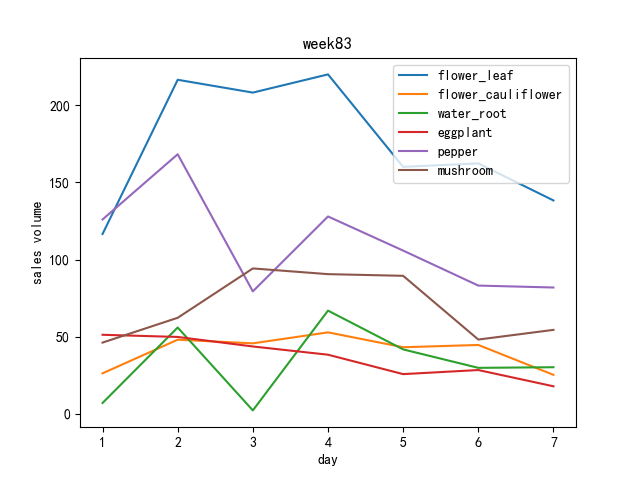 week83
flower_leaf
flower_cauliflower
water_root
eggplant
pepper
mushroom
sales volume
200
150
100
50
0
1 2 3 4 5 6 7
day